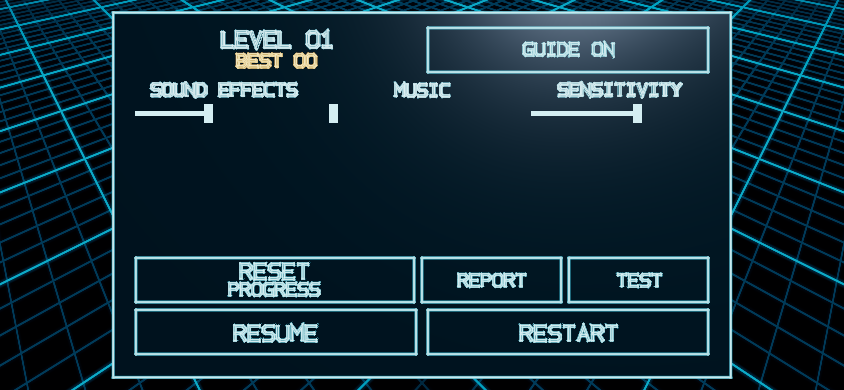 LEVEL 01
BEST 00
GUIDE ON
SOUND EFFECTS
MUSIC
SENSITIVITY
RESET
PROGRESS
REPORT
TEST
RESUME
RESTART